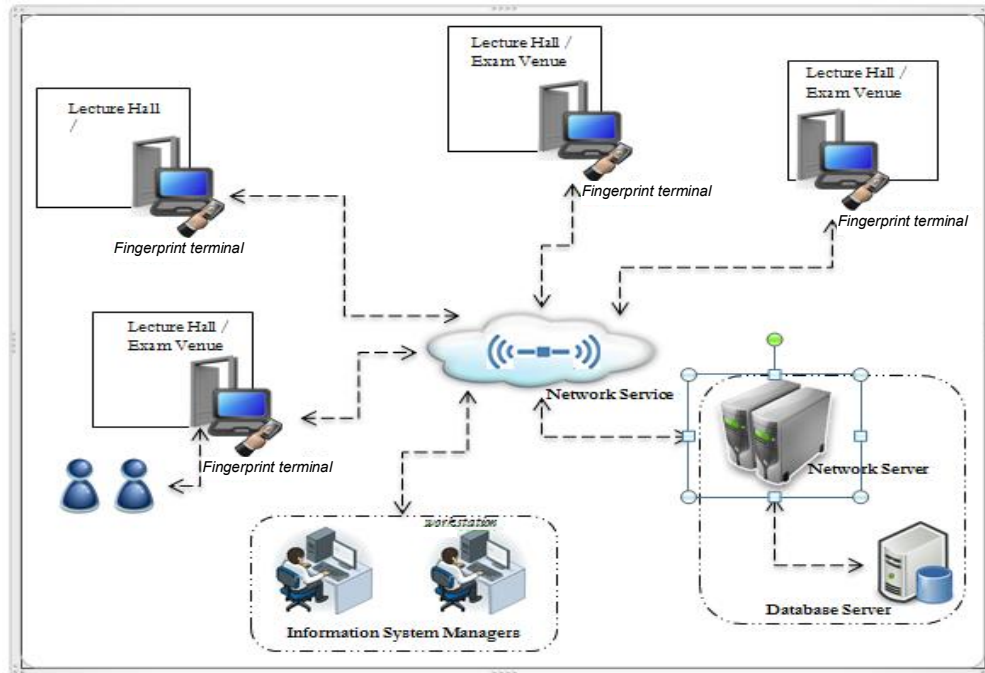 Lecture Hall /
Exam Venue
Lecture Hall /
Exam Venue
Lecture Hall
/
Fingerprint terminal
Fingerprint terminal
Fingerprint terminal
Lecture Hall /
Exam Venue
Network Service
Fingerprint terminal
Network Server
workstation
Database Server
Information System Managers